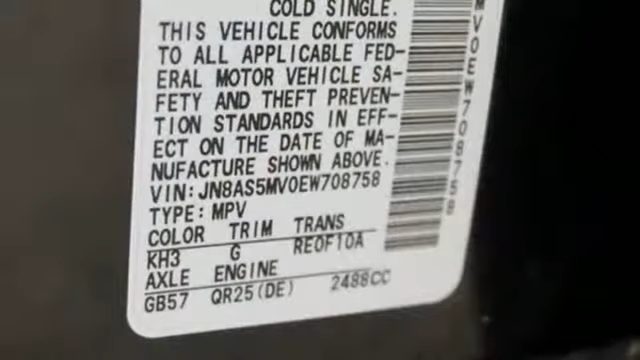 COLD SINGLE.
THIS VEHICLE CONFORMS
TO ALL APPLICABLE FED-
ERAL MOTOR VEHICLE SA-
FETY AND THEFT PREVEN-
TION STANDARDS IN EFF-
ECT ON THE DATE OF MA-
NUFACTURE SHOWN ABOVE.
VIN:JN8AS5MV0EW708758
TYPE:MPV
COLOR TRIM TRANS
KH3 G RE0F10A
AXLE ENGINE
GB57 QR25(DE) 2488CC
MV0EW708758